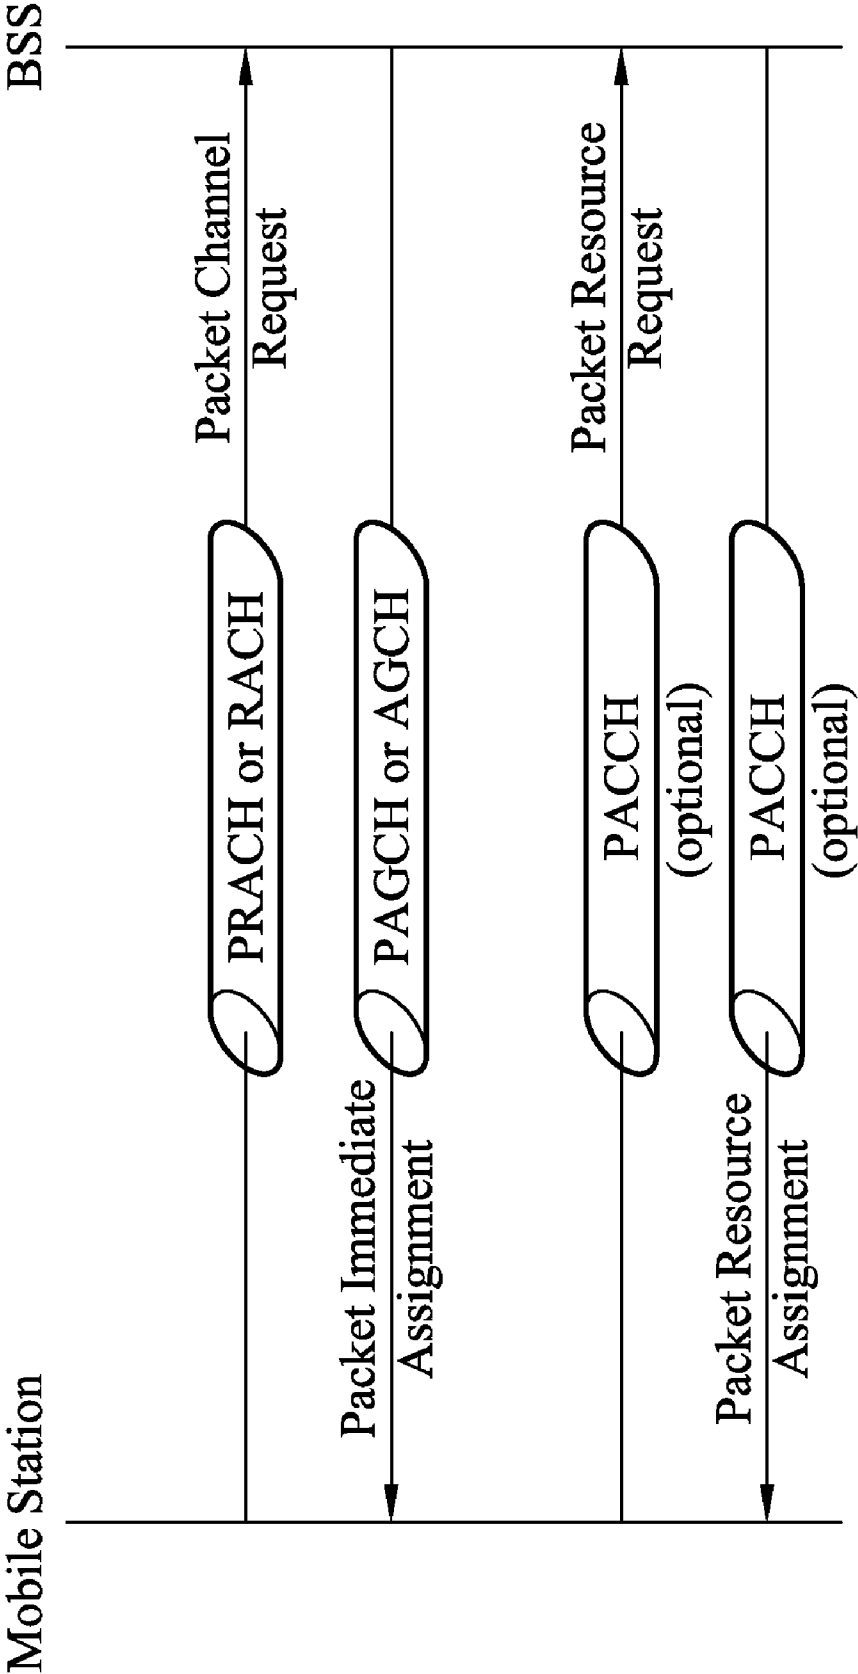 Mobile Station
BSS
PRACH or RACH
Packet Channel
Request
Packet Immediate
Assignment
PAGCH or AGCH
PACCH
(optional)
Packet Resource
Request
Packet Resource
Assignment
PACCH
(optional)